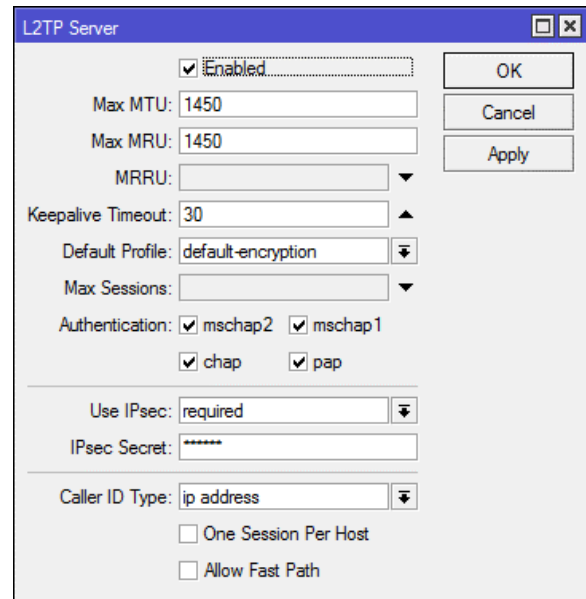 L2TP Server
Enabled
OK
Max MTU: 1450
Cancel
Max MRU: 1450
Apply
MRRU:
Keepalive Timeout: 30
Default Profile: default-encryption
Max Sessions:
Authentication: mschap2 mschap1
chap pap
Use IPsec: required
IPsec Secret: ******
Caller ID Type: ip address
One Session Per Host
Allow Fast Path